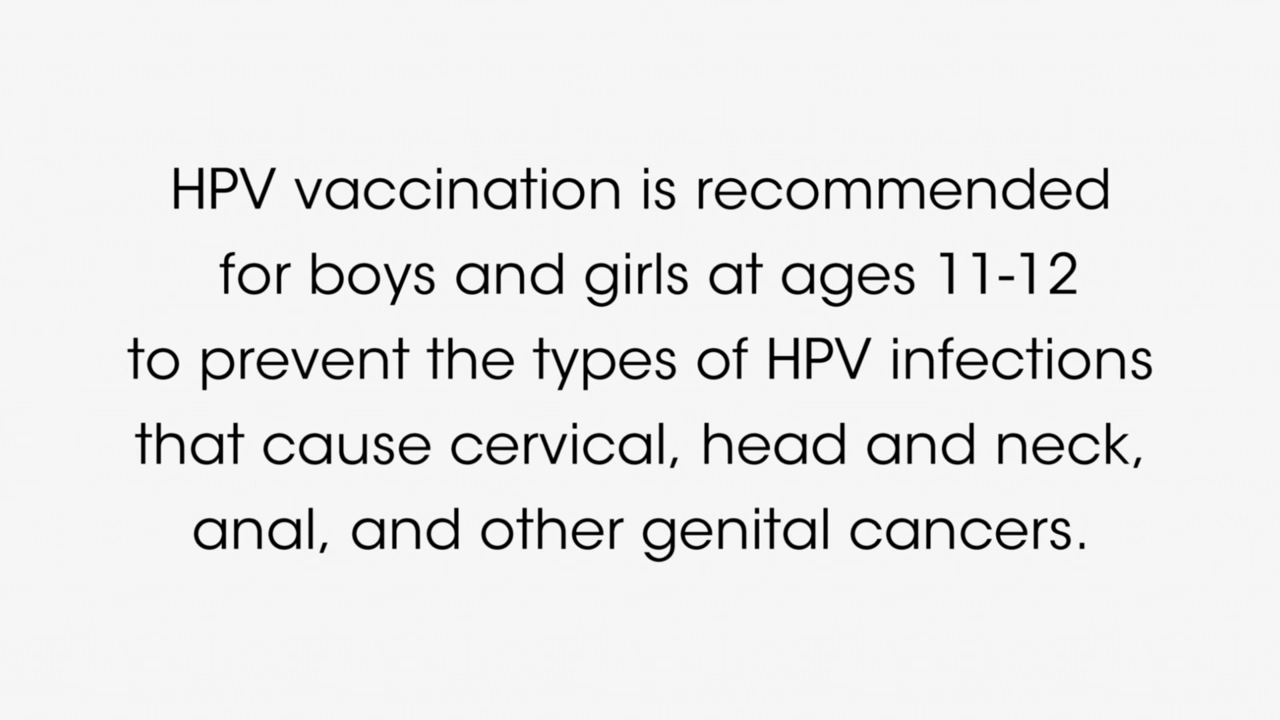 HPV vaccination is recommended
for boys and girls at ages 11-12
to prevent the types of HPV infections
that cause cervical, head and neck,
anal, and other genital cancers.